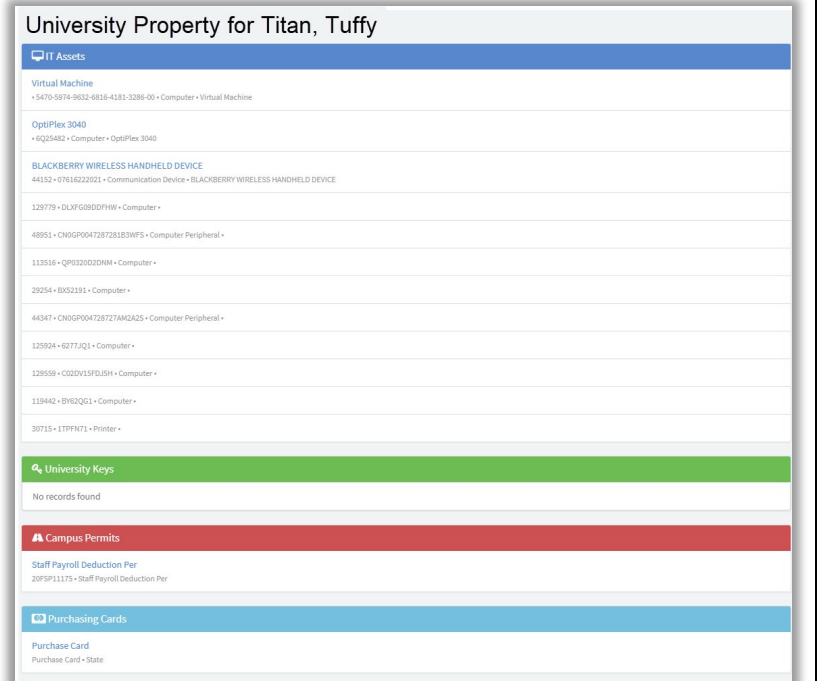 University Property for Titan, Tuffy
IT Assets
Virtual Machine
• 5470-5974-9632-6816-4181-3286-00 • Computer • Virtual Machine
OptiPlex 3040
• 6Q25482 • Computer • OptiPlex 3040
BLACKBERRY WIRELESS HANDHELD DEVICE
44152 • 07616222021 • Communication Device • BLACKBERRY WIRELESS HANDHELD DEVICE
129779 • DLXFG09DDFHW • Computer •
48951 • CN0GP0047287281B3WFS • Computer Peripheral •
113516 • QP0320D2DNM • Computer •
29254 • BX52191 • Computer •
44347 • CN0GP004728727AM2A2S • Computer Peripheral •
125924 • 6277JQ1 • Computer •
129559 • C02DV15FDJ5H • Computer •
119442 • BY62QG1 • Computer •
30715 • 1TPFN71 • Printer •
University Keys
No records found
Campus Permits
Staff Payroll Deduction Per
20FSP11175 • Staff Payroll Deduction Per
Purchasing Cards
Purchase Card
Purchase Card • State